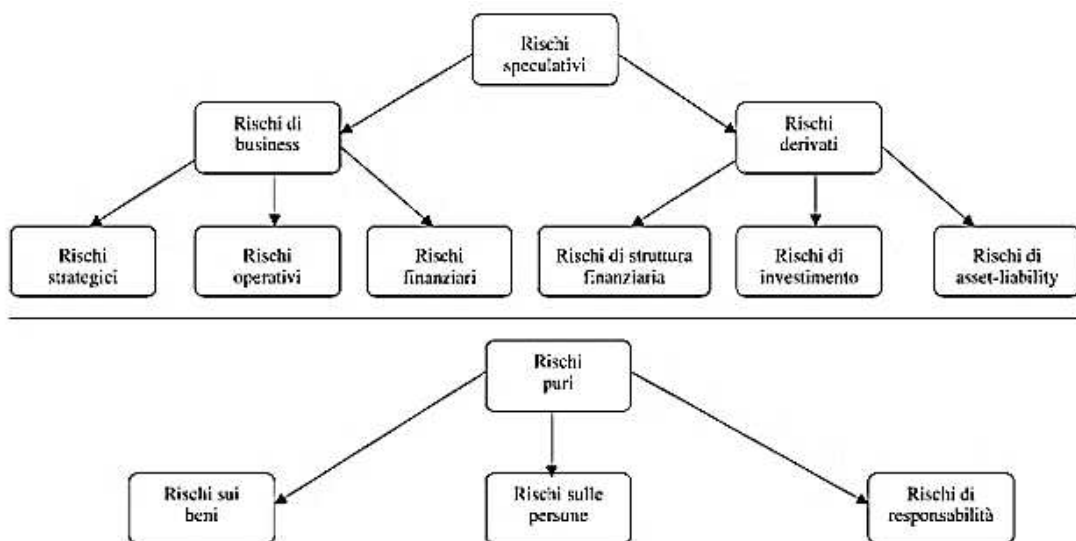 Rischi
speculativi
Rischi di
business
Rischi
derivati
Rischi
strategici
Rischi
operativi
Rischi
finanziari
Rischi di struttura
finanziaria
Rischi di
investimento
Rischi di
asset-liability
Rischi
puri
Rischi sui
beni
Rischi sulle
persone
Rischi di
responsabilità